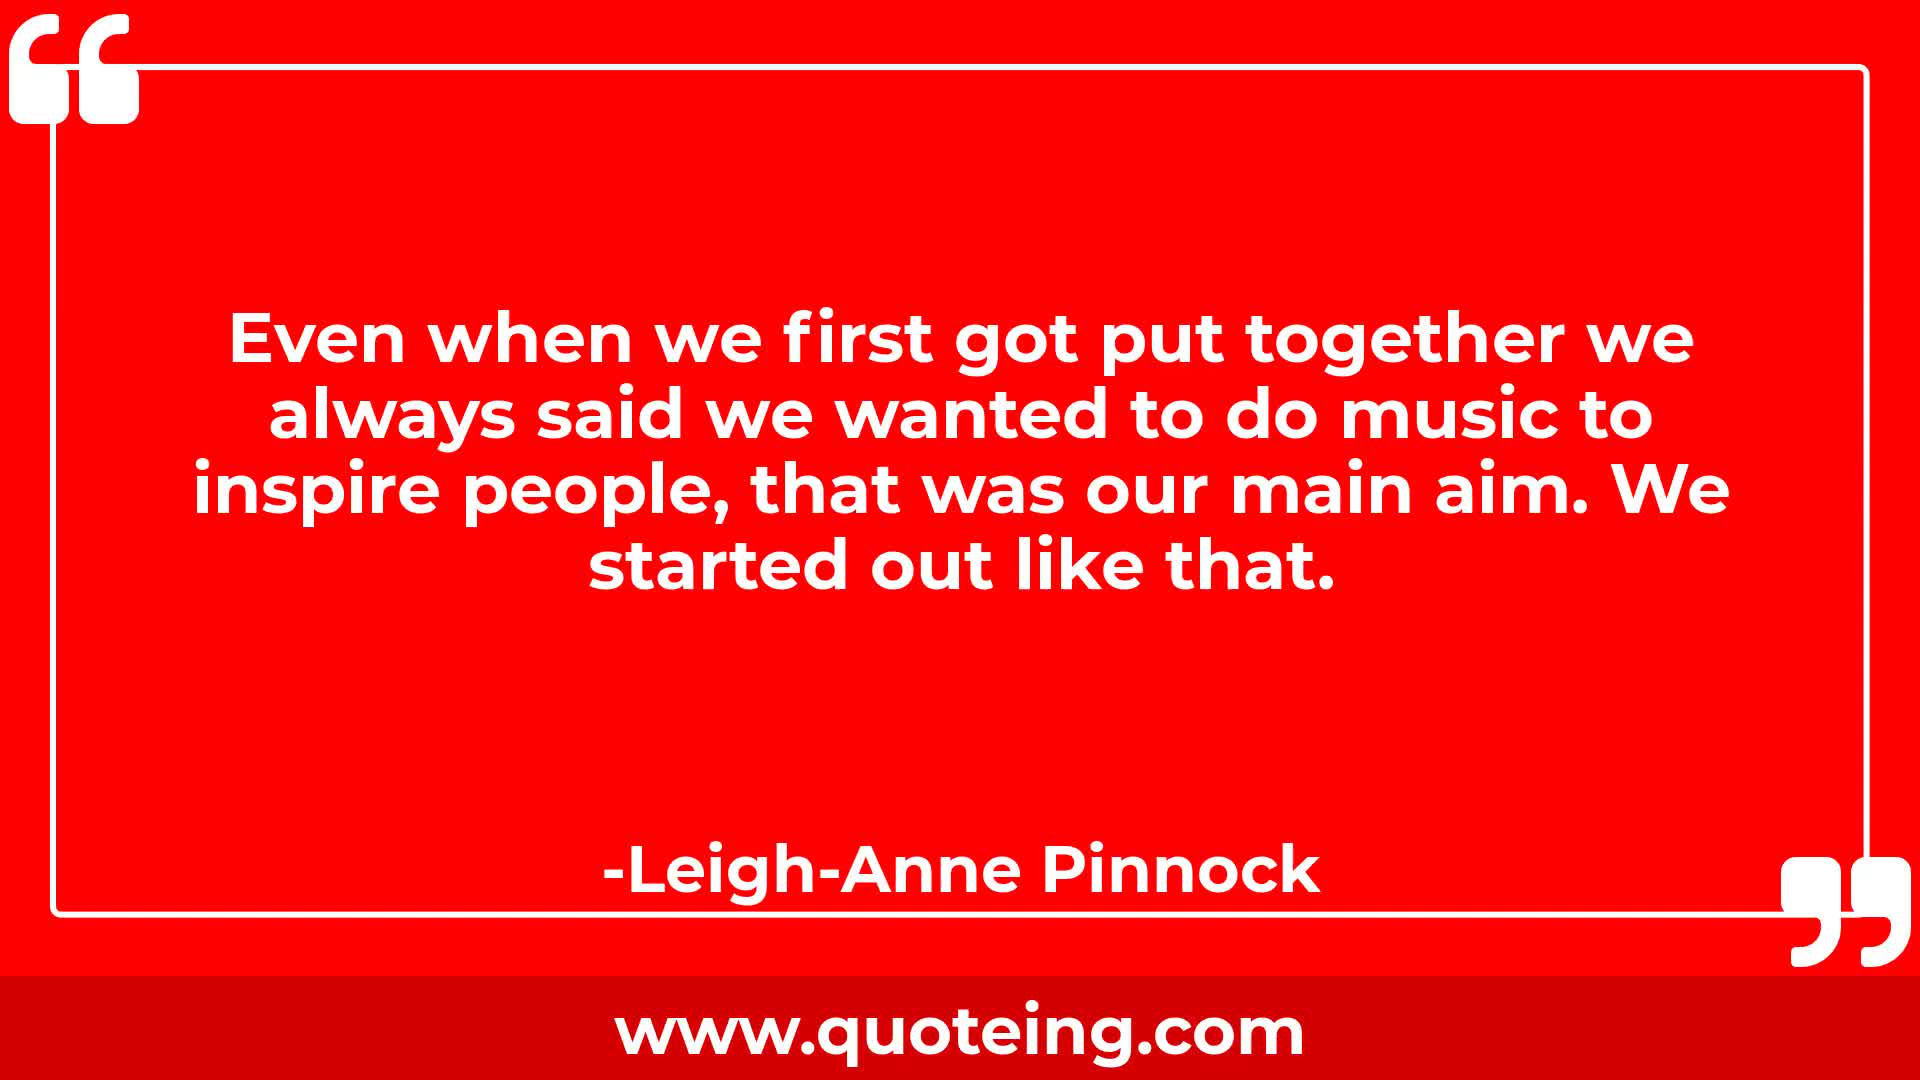 Even when we first got put together we
always said we wanted to do music to
inspire people, that was our main aim. We
started out like that.
-Leigh-Anne Pinnock
www.quoteing.com